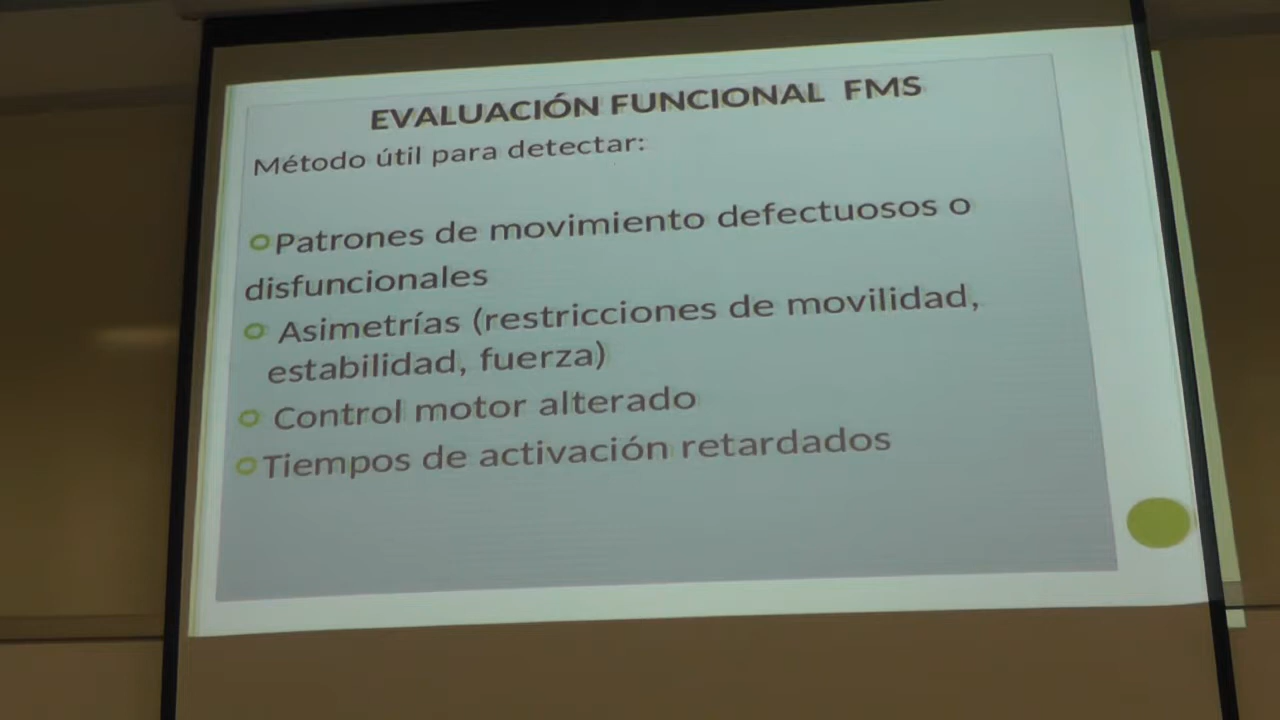 EVALUACIÓN FUNCIONAL FMS
Método útil para detectar:
Patrones de movimiento defectuosos o
disfuncionales
Asimetrías (restricciones de movilidad,
estabilidad, fuerza)
Control motor alterado
Tiempos de activación retardados